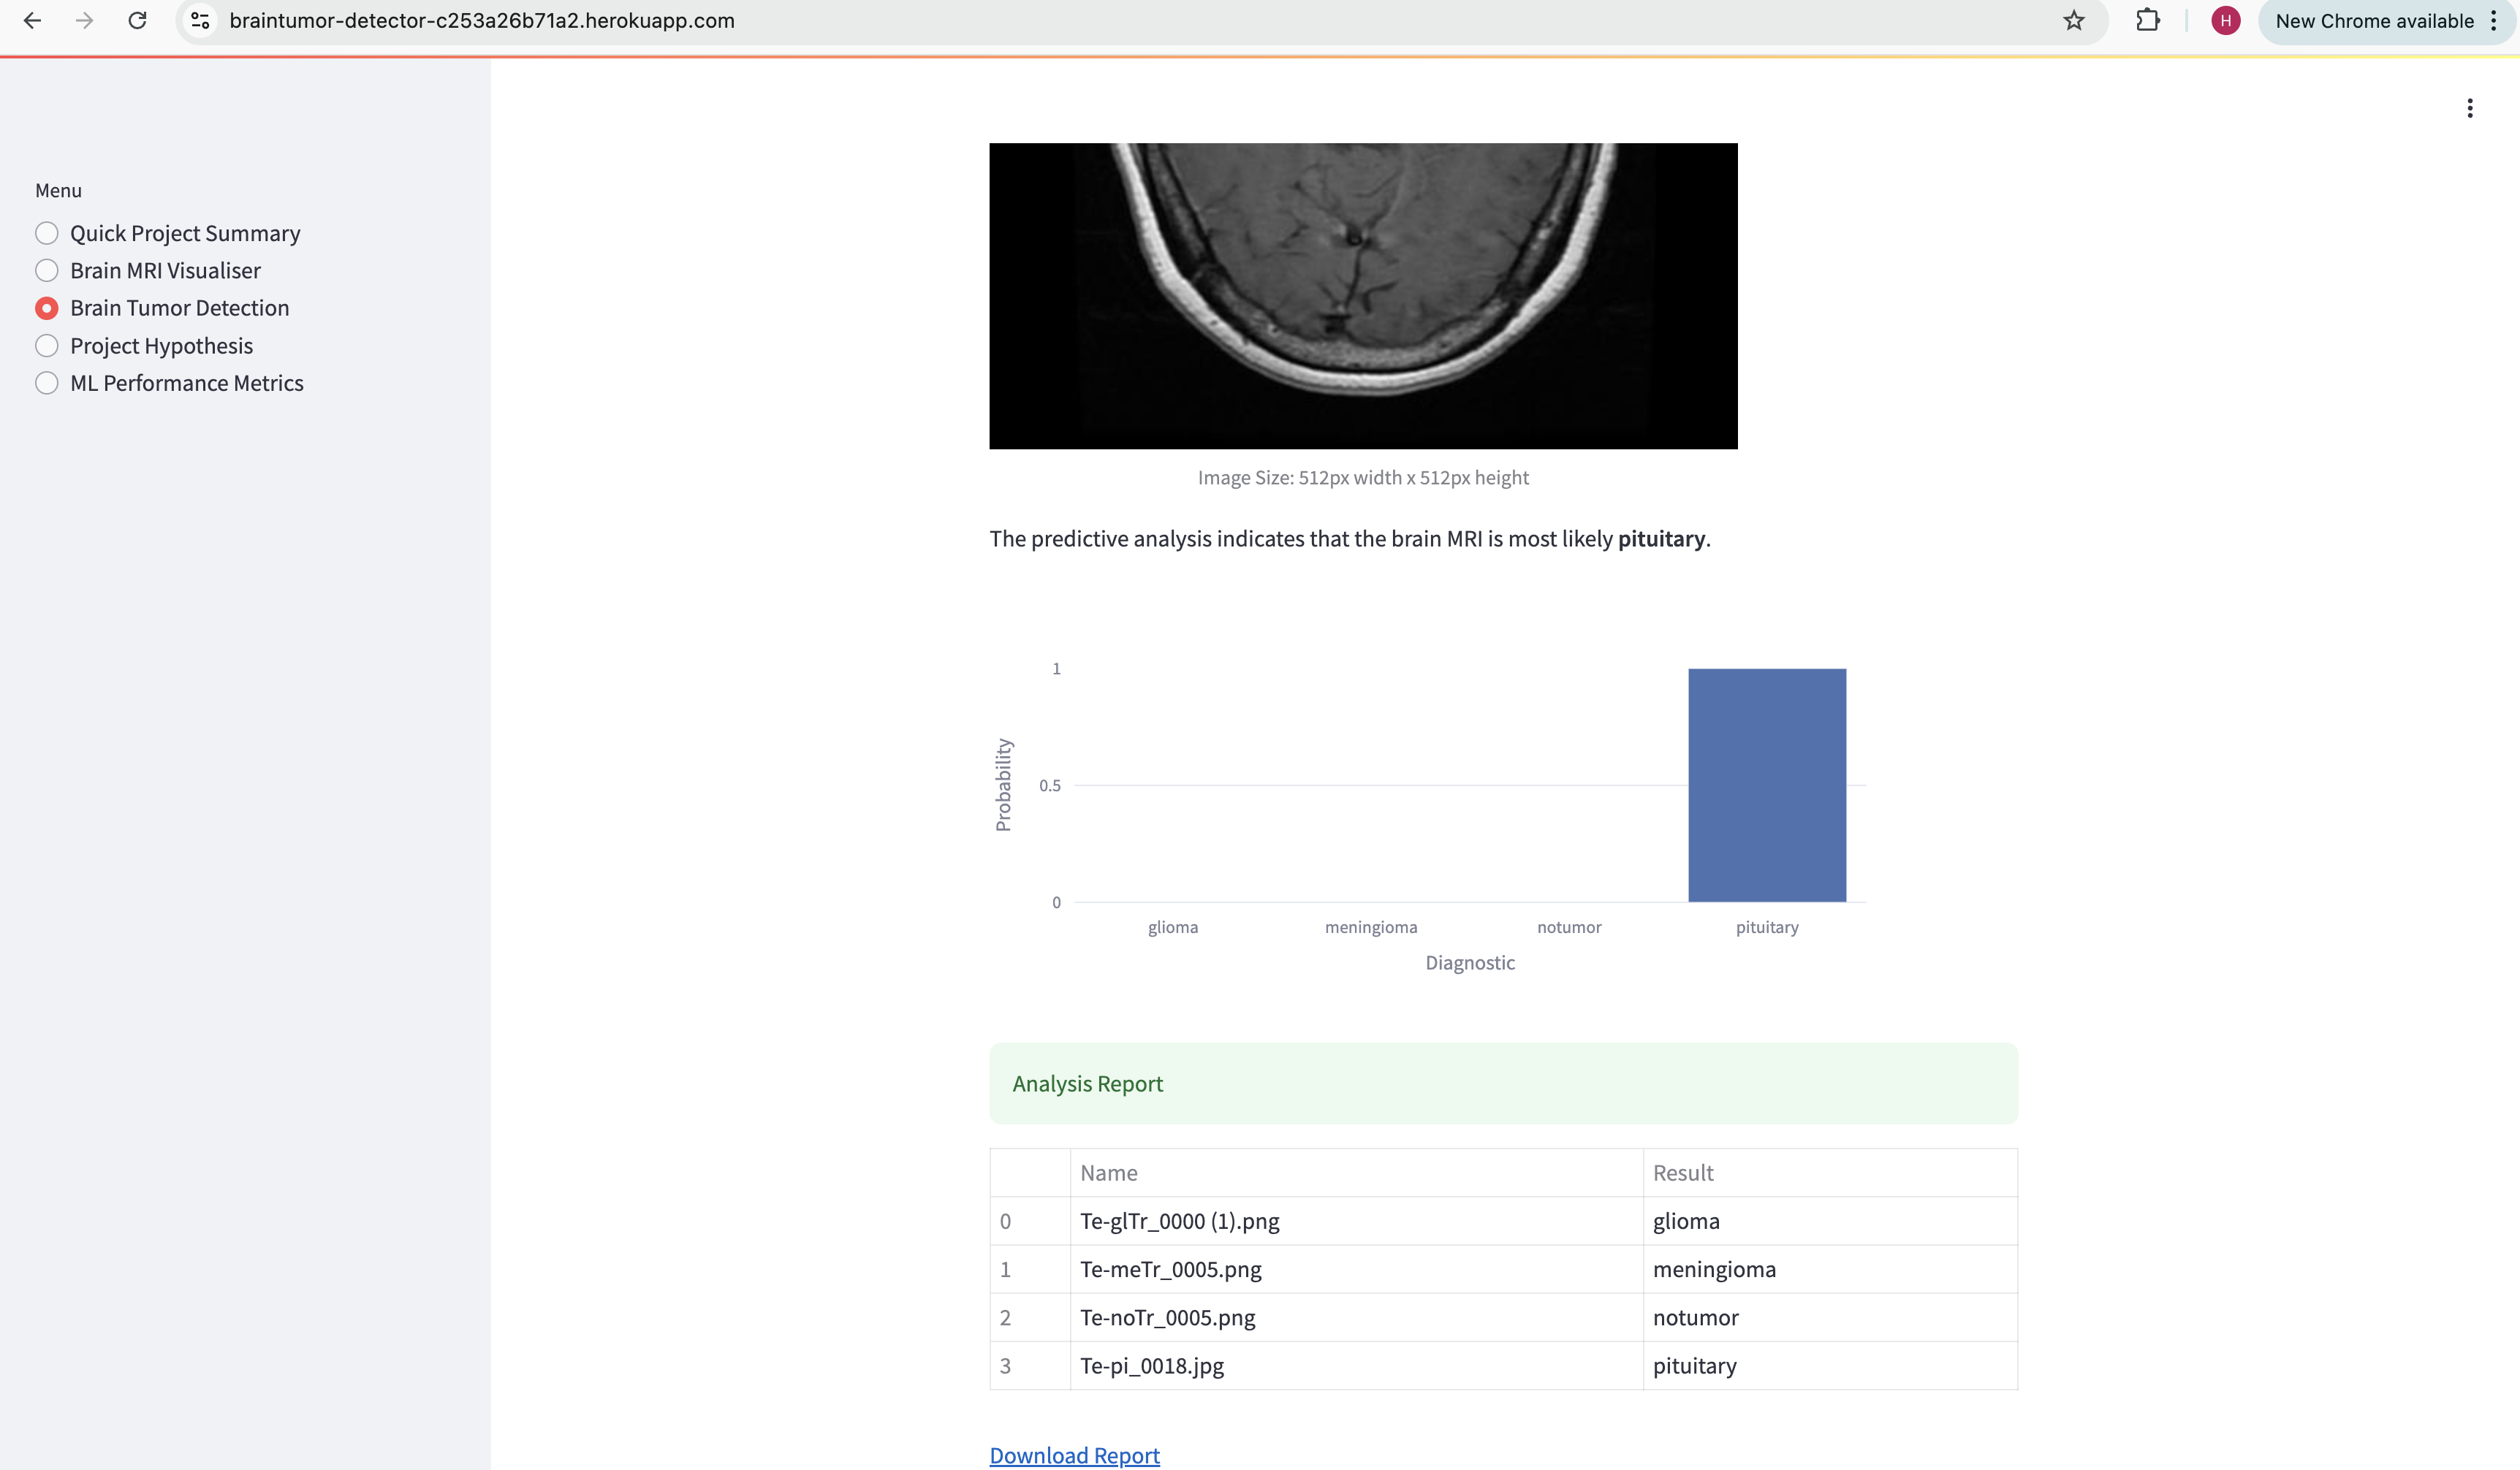 braintumor-detector-c253a26b71a2.herokuapp.com
H
New Chrome available
Menu
Quick Project Summary
Brain MRI Visualiser
Brain Tumor Detection
Project Hypothesis
ML Performance Metrics
Image Size: 512px width x 512px height
The predictive analysis indicates that the brain MRI is most likely pituitary.
1
0.5
0
Probability
glioma meningioma notumor pituitary
Diagnostic
Analysis Report
Name Result
0 Te-glTr_0000 (1).png glioma
1 Te-meTr_0005.png meningioma
2 Te-noTr_0005.png notumor
3 Te-pi_0018.jpg pituitary
Download Report